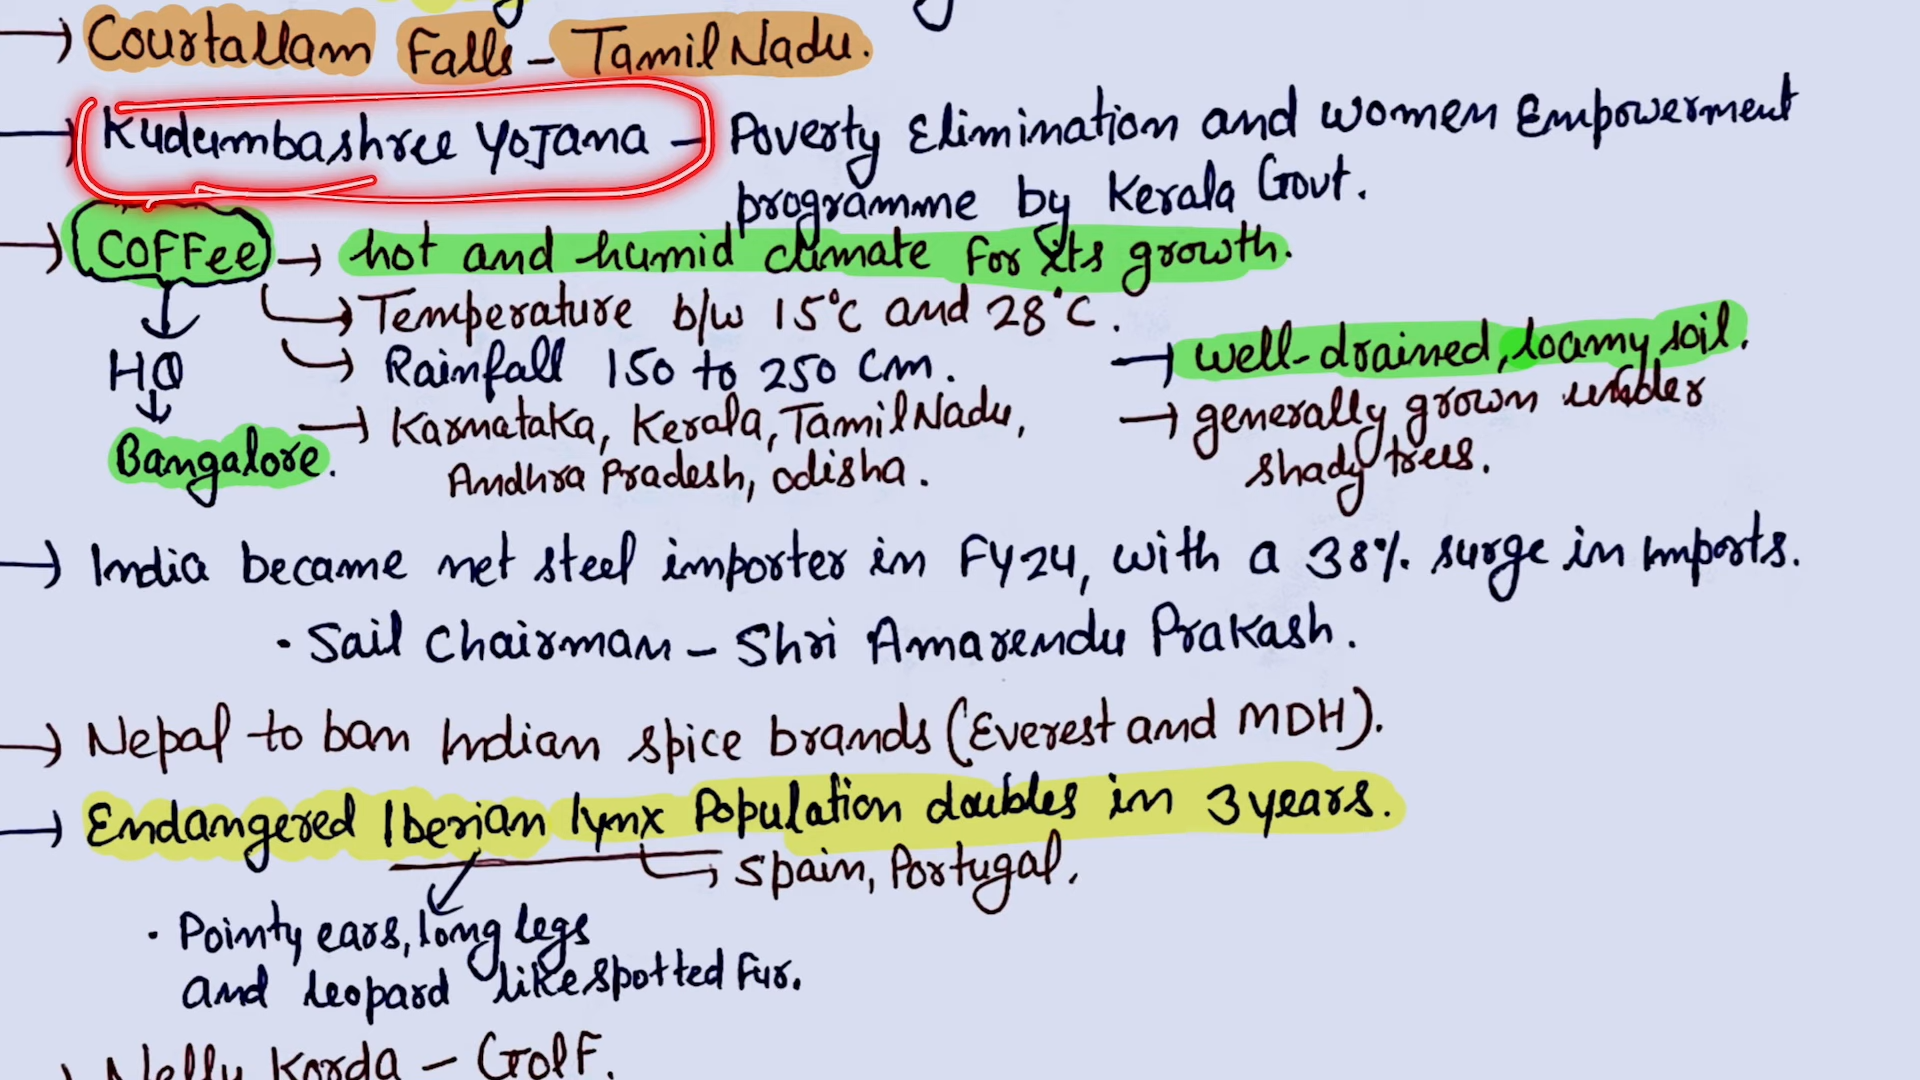 → Courtallam Falls - Tamil Nadu.
→ Kudumbashree Yojana - Poverty Elimination and women Empowerment
programme by Kerala Govt.
→ COFFee → hot and humid climate For its growth.
→ Temperature b/w 15°C and 28°C.
HQ → Rainfall 150 to 250 Cm. → well-drained, loamy soil.
Bangalore. → Karnataka, Kerala, Tamil Nadu, → generally grown under
Andhra Pradesh, odisha. shady trees.
→ India became net steel importer in FY24, with a 38% surge in Imports.
• Sail Chairman - Shri Amarendu Prakash.
→ Nepal to ban Indian spice brands (Everest and MDH).
→ Endangered Iberian lynx Population doubles in 3 years.
→ Spain, Portugal.
• Pointy ears, long legs
and leopard like spotted Fur.
Nelly Korda - GolF.